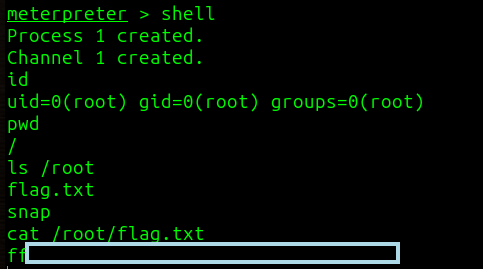 meterpreter > shell
Process 1 created.
Channel 1 created.
id
uid=0(root) gid=0(root) groups=0(root)
pwd
/
ls /root
flag.txt
snap
cat /root/flag.txt
ff